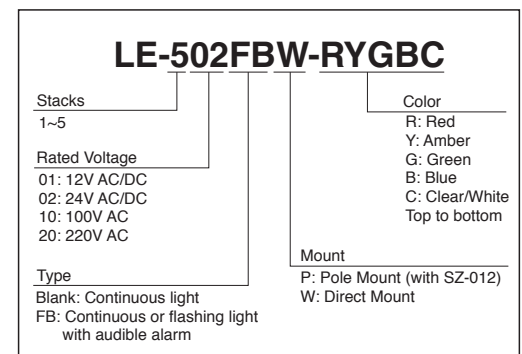 LE-502FBW-RYGBC
Stacks
1~5
Rated Voltage
01: 12V AC/DC
02: 24V AC/DC
10: 100V AC
20: 220V AC
Type
Blank: Continuous light
FB: Continuous or flashing light
with audible alarm
Color
R: Red
Y: Amber
G: Green
B: Blue
C: Clear/White
Top to bottom
Mount
P: Pole Mount (with SZ-012)
W: Direct Mount